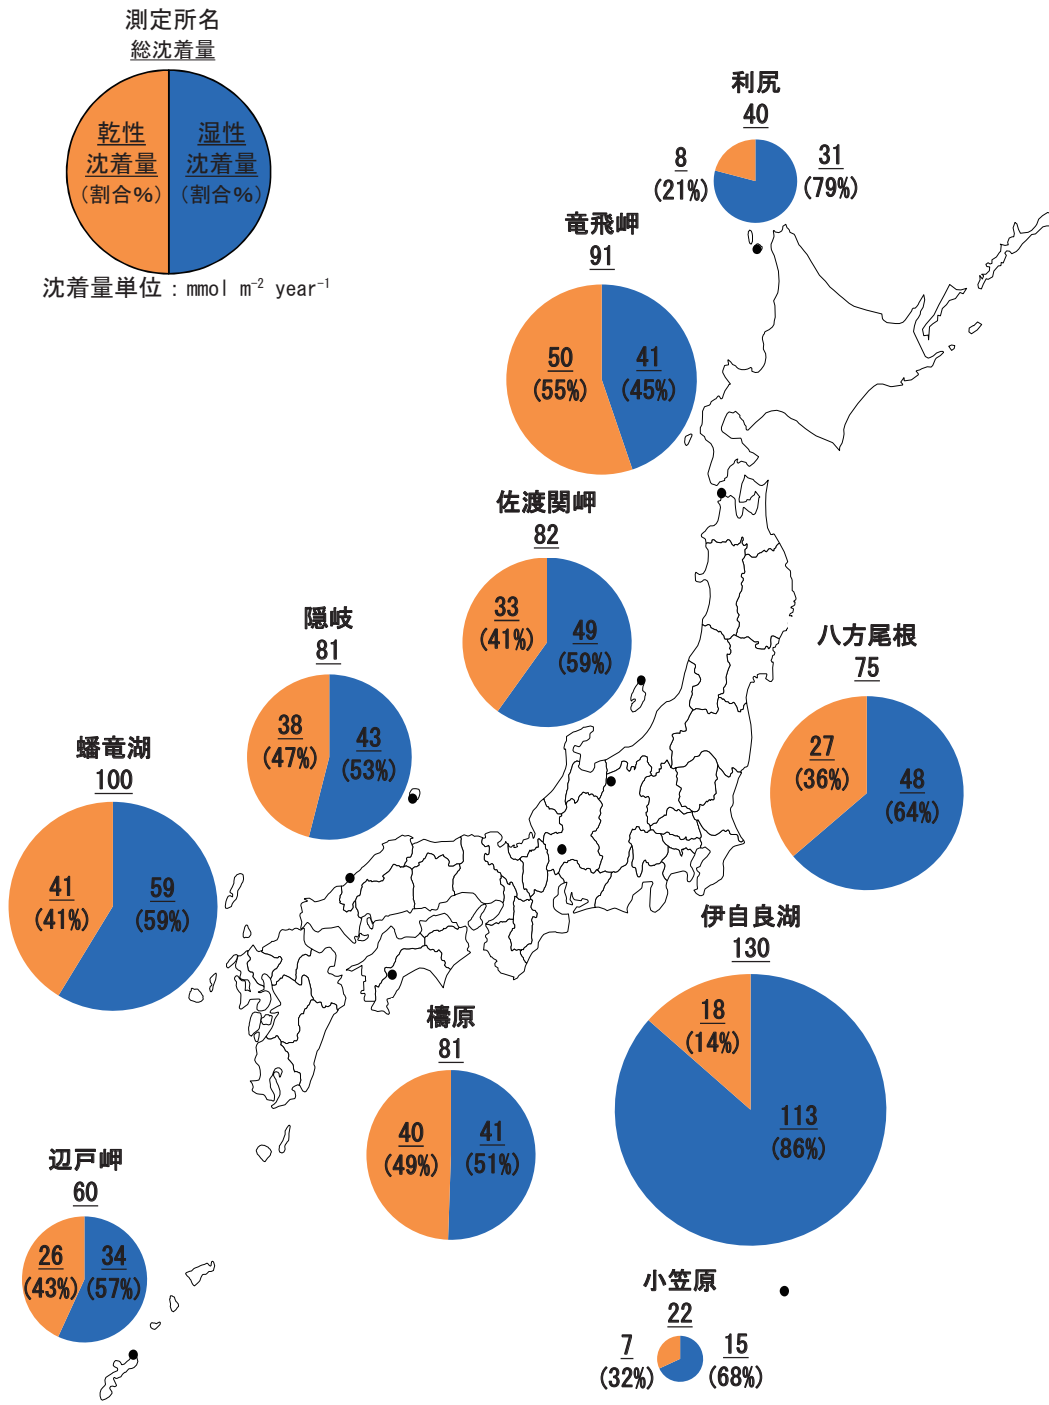 測定所名
総沈着量
乾性
沈着量
(割合%)
湿性
沈着量
(割合%)
沈着量単位：mmol m⁻² year⁻¹
利尻
40
8
(21%)
31
(79%)
竜飛岬
91
50
(55%)
41
(45%)
佐渡関岬
82
33
(41%)
49
(59%)
隠岐
81
38
(47%)
43
(53%)
八方尾根
75
27
(36%)
48
(64%)
蟠竜湖
100
41
(41%)
59
(59%)
伊自良湖
130
18
(14%)
113
(86%)
檮原
81
40
(49%)
41
(51%)
辺戸岬
60
26
(43%)
34
(57%)
小笠原
22
7
(32%)
15
(68%)